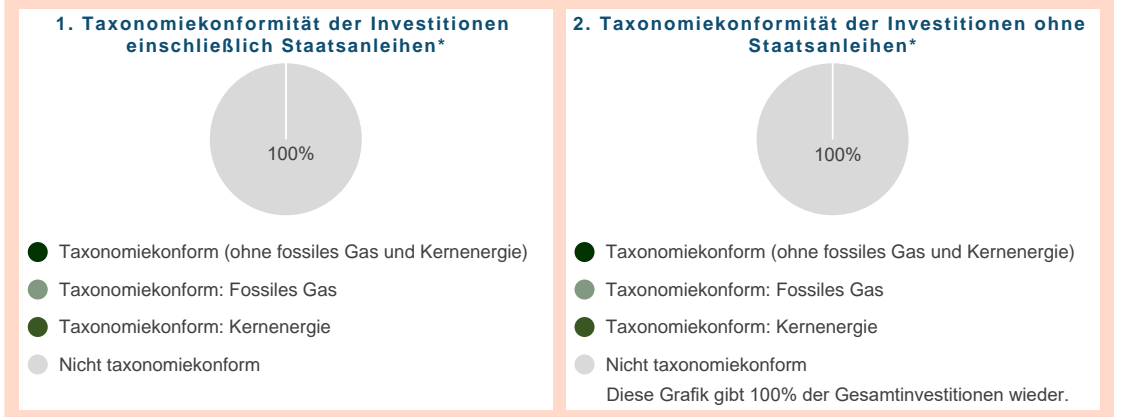 1. Taxonomiekonformität der Investitionen
einschließlich Staatsanleihen*
100%
Taxonomiekonform (ohne fossiles Gas und Kernenergie)
Taxonomiekonform: Fossiles Gas
Taxonomiekonform: Kernenergie
Nicht taxonomiekonform
2. Taxonomiekonformität der Investitionen ohne
Staatsanleihen*
100%
Taxonomiekonform (ohne fossiles Gas und Kernenergie)
Taxonomiekonform: Fossiles Gas
Taxonomiekonform: Kernenergie
Nicht taxonomiekonform
Diese Grafik gibt 100% der Gesamtinvestitionen wieder.